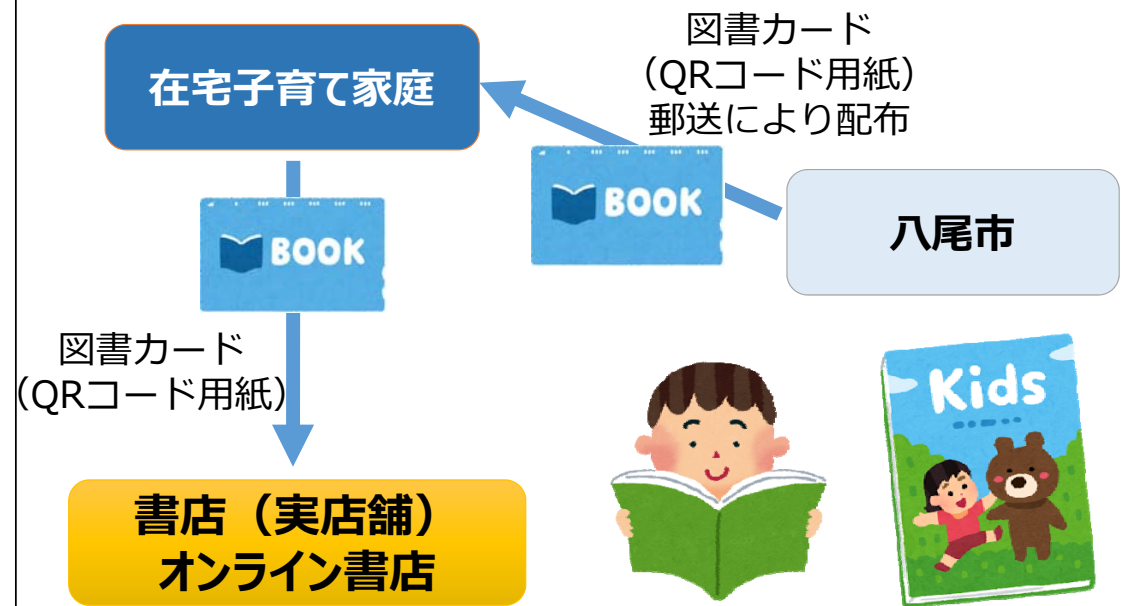 図書カード
（QRコード用紙）
郵送により配布
在宅子育て家庭
BOOK
八尾市
BOOK
図書カード
（QRコード用紙）
Kids
書店（実店舗）
オンライン書店